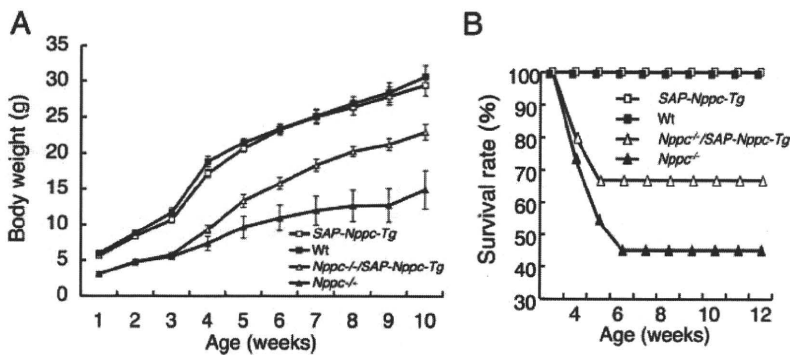 A
Body weight (g)
35
30
25
20
15
10
5
0
SAP-Nppc-Tg
Wt
Nppc-/-/SAP-Nppc-Tg
Nppc-/-
1 2 3 4 5 6 7 8 9 10
Age (weeks)
B
Survival rate (%)
100
90
80
70
60
50
40
30
SAP-Nppc-Tg
Wt
Nppc-/-/SAP-Nppc-Tg
Nppc-/-
4 6 8 10 12
Age (weeks)